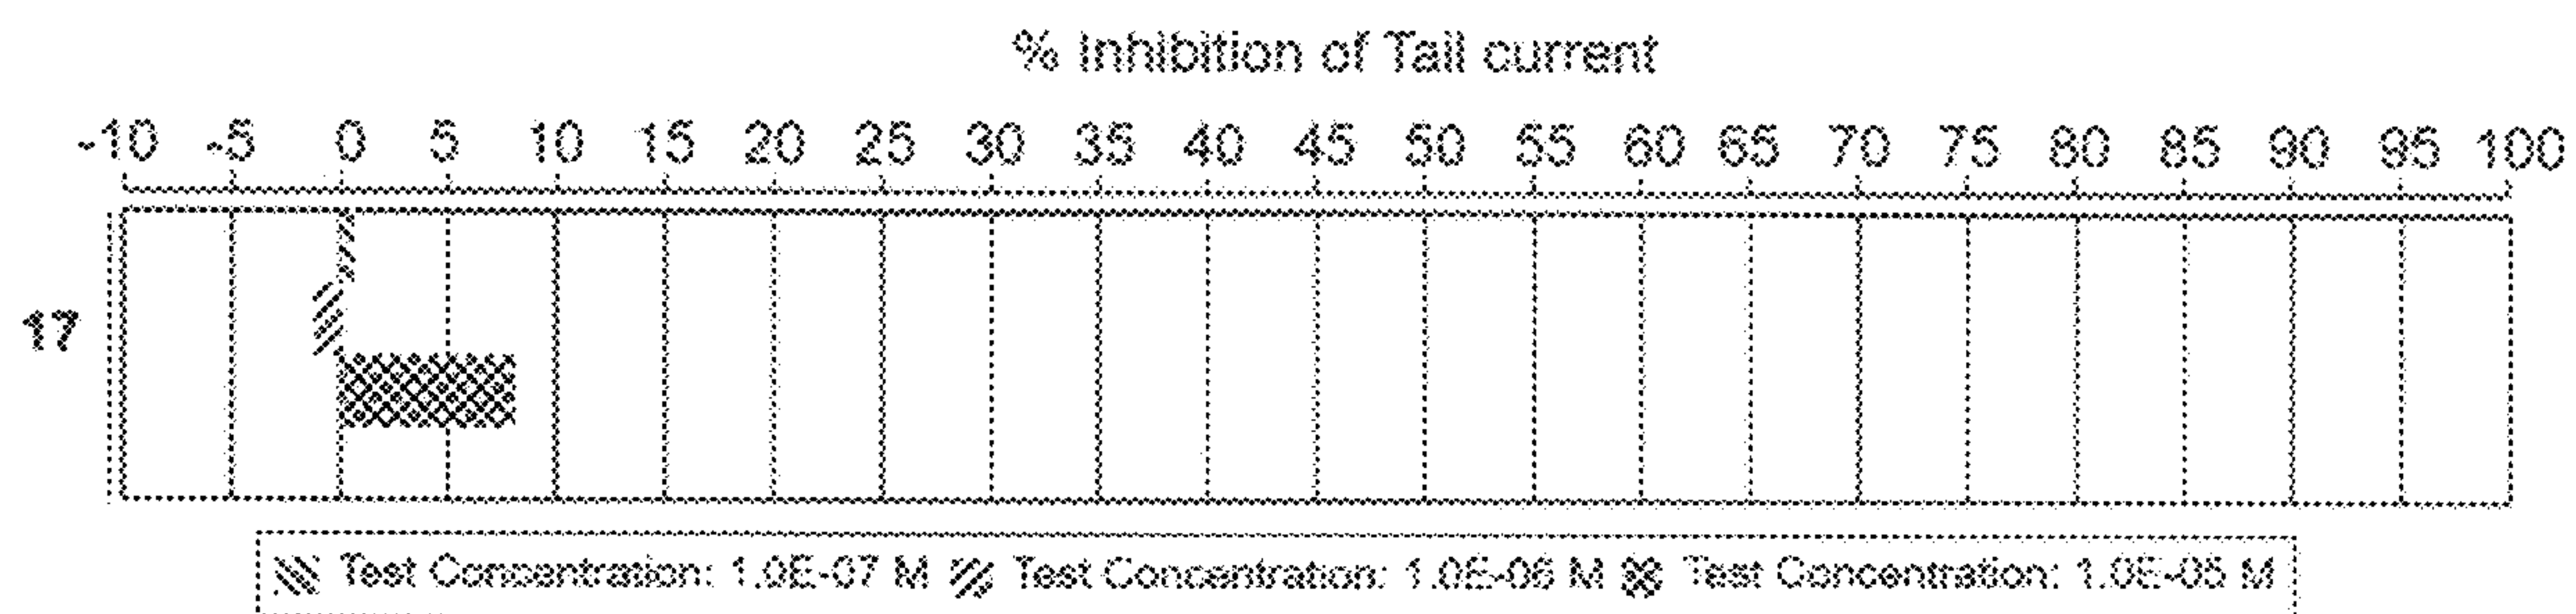 % Inhibition of Tail current
-10 -5 0 5 10 15 20 25 30 35 40 45 50 55 60 65 70 75 80 85 90 95 100
17
Test Concentration: 1.0E-07 M Test Concentration: 1.0E-06 M Test Concentration: 1.0E-05 M